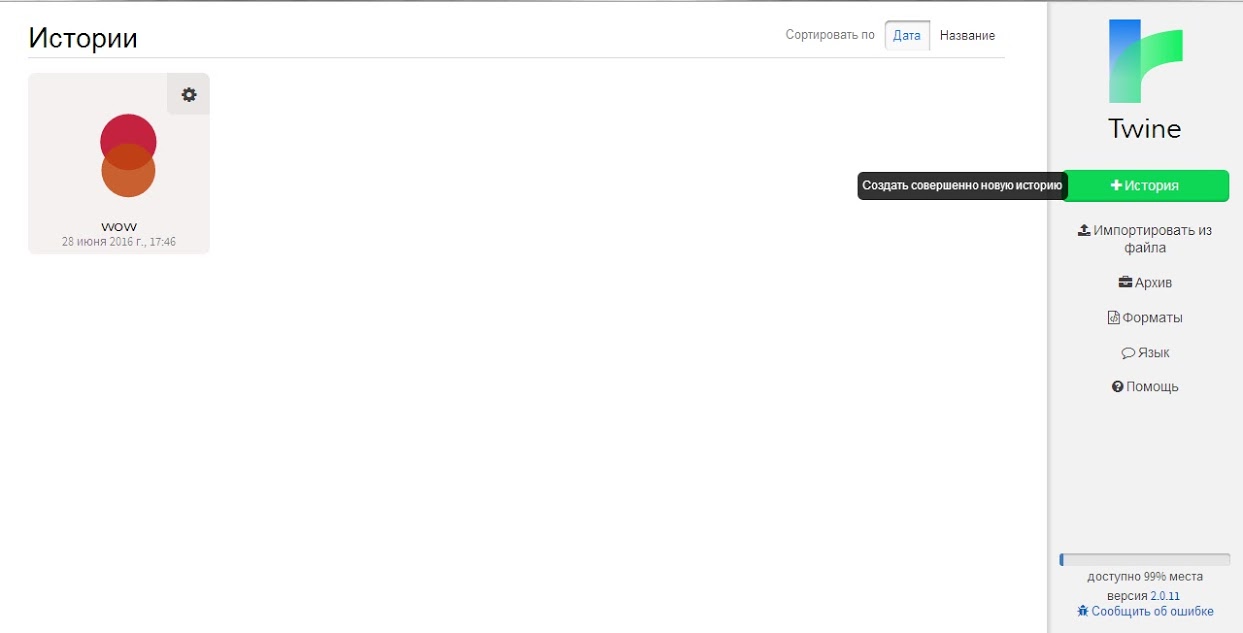 Истории
Сортировать по Дата Название
wow
28 июня 2016 г., 17:46
Twine
Создать совершенно новую историю
История
Импортировать из
файла
Архив
Форматы
Язык
Помощь
доступно 99% места
версия 2.0.11
Сообщить об ошибке